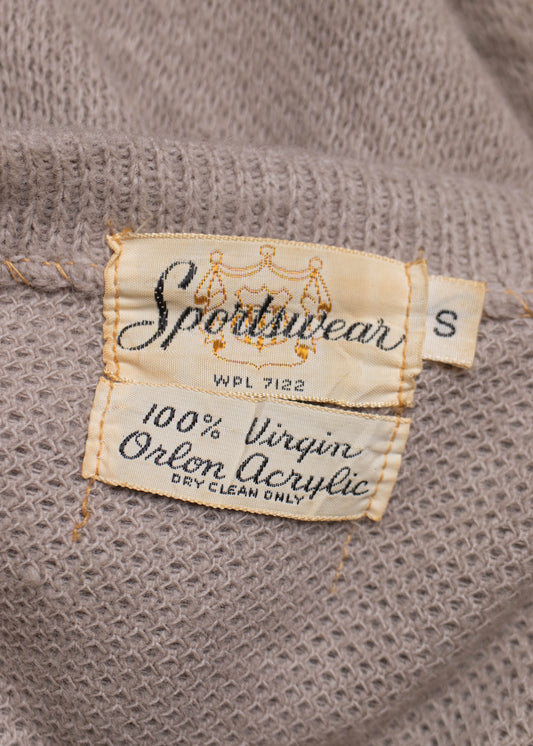 Sportswear
S
WPL 7122
100% Virgin
Orlon Acrylic
DRY CLEAN ONLY